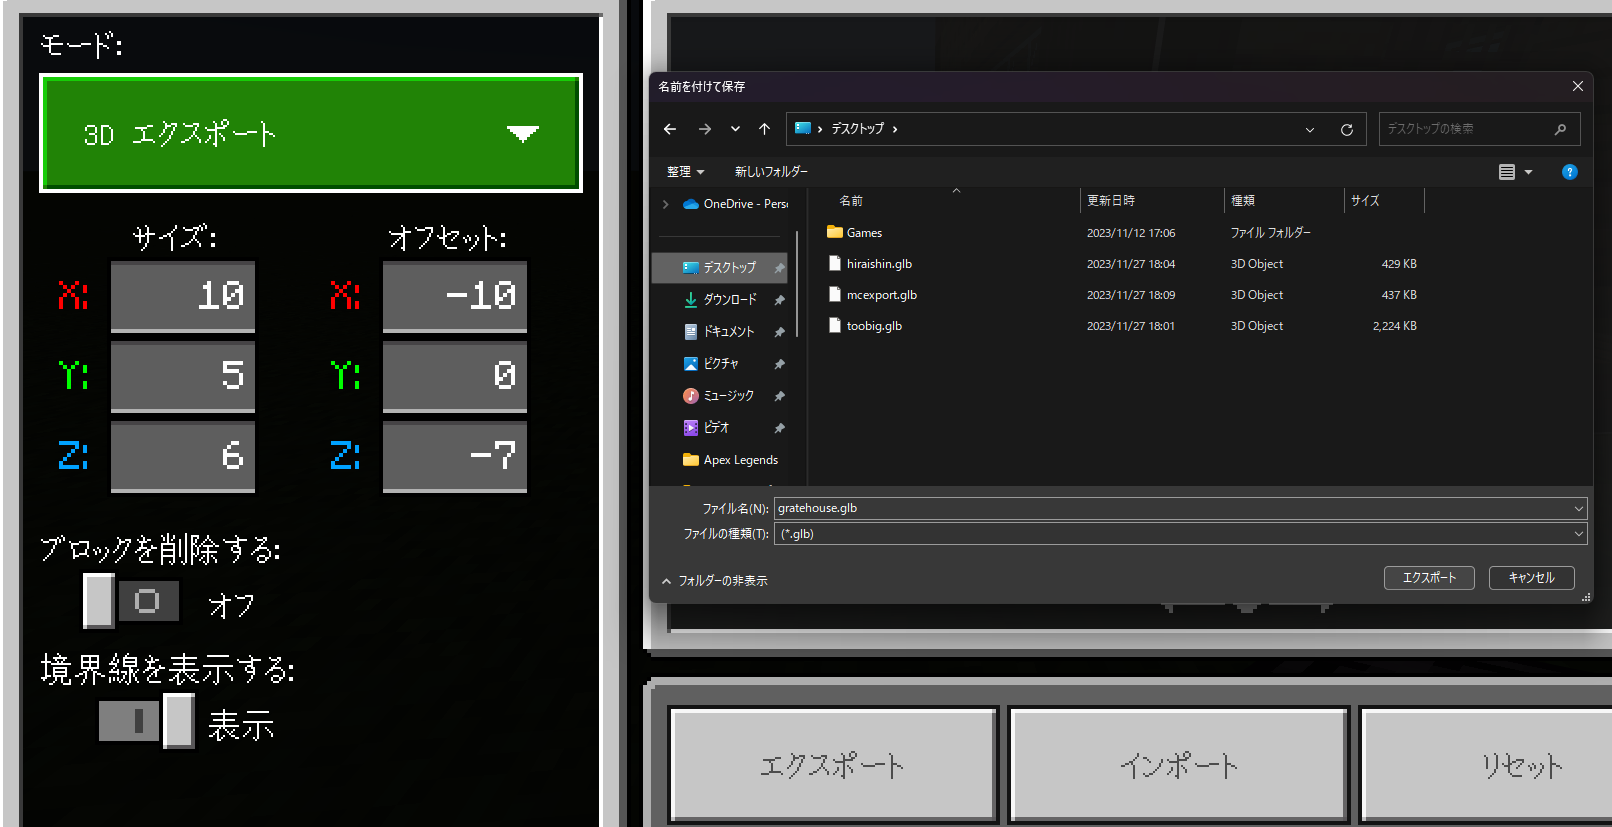 モード:
3D エクスポート
サイズ: オフセット:
X: 10 X: -10
Y: 5 Y: 0
Z: 6 Z: -7
ブロックを削除する:
オフ
境界線を表示する:
表示
名前を付けて保存
デスクトップ
デスクトップの検索
整理 新しいフォルダー
OneDrive - Perso
デスクトップ
ダウンロード
ドキュメント
ピクチャ
ミュージック
ビデオ
Apex Legends
名前 更新日時 種類 サイズ
Games 2023/11/12 17:06 ファイル フォルダー
hiraishin.glb 2023/11/27 18:04 3D Object 429 KB
mcexport.glb 2023/11/27 18:09 3D Object 437 KB
toobig.glb 2023/11/27 18:01 3D Object 2,224 KB
ファイル名(N): gratehouse.glb
ファイルの種類(T): (*.glb)
フォルダーの非表示 エクスポート キャンセル
エクスポート インポート リセット